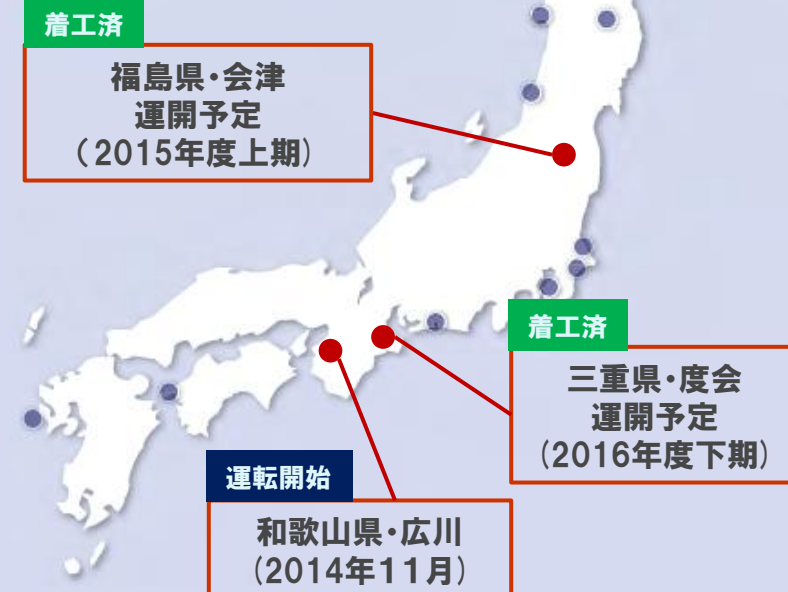 着工済
福島県・会津
運開予定
（2015年度上期）
着工済
三重県・度会
運開予定
(2016年度下期)
運転開始
和歌山県・広川
(2014年１１月)